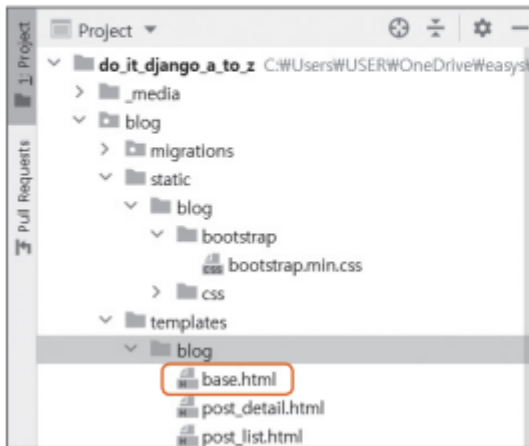 1: Project
Pull Requests
Project
do_it_django_a_to_z C:₩Users₩USER₩OneDrive₩easys
_media
blog
migrations
static
blog
bootstrap
bootstrap.min.css
css
templates
blog
base.html
post_detail.html
post_list.html